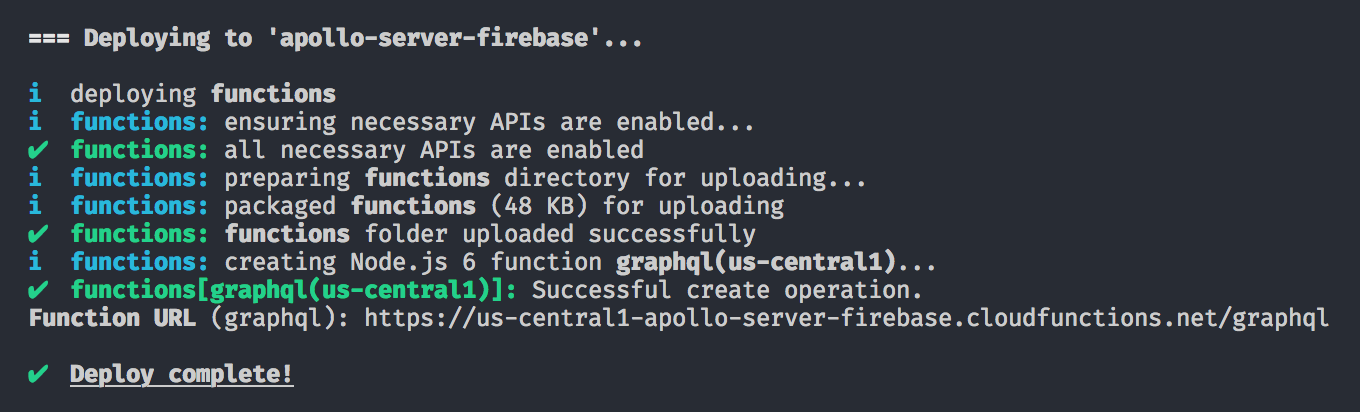 === Deploying to 'apollo-server-firebase'...
i deploying functions
i functions: ensuring necessary APIs are enabled...
✔ functions: all necessary APIs are enabled
i functions: preparing functions directory for uploading...
i functions: packaged functions (48 KB) for uploading
✔ functions: functions folder uploaded successfully
i functions: creating Node.js 6 function graphql(us-central1)...
✔ functions[graphql(us-central1)]: Successful create operation.
Function URL (graphql): https://us-central1-apollo-server-firebase.cloudfunctions.net/graphql
✔ Deploy complete!